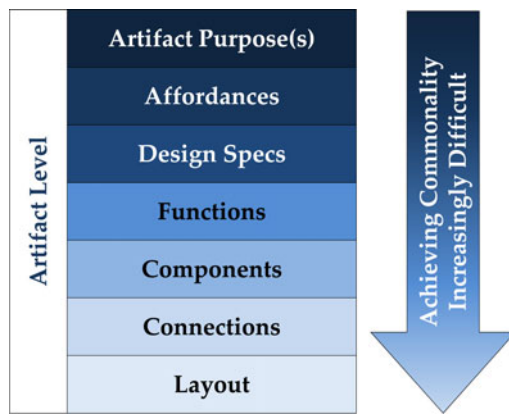 Artifact Level
Artifact Purpose(s)
Affordances
Design Specs
Functions
Components
Connections
Layout
Achieving Commonality
Increasingly Difficult